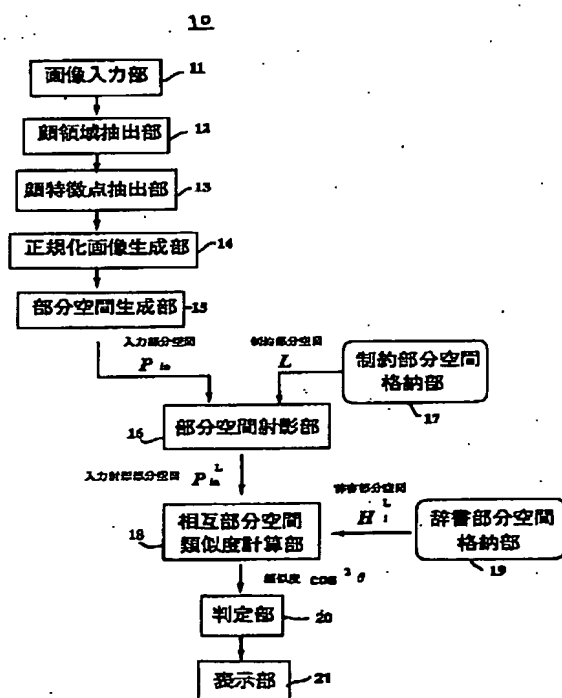 10
画像入力部
11
顔領域抽出部
12
顔特徴点抽出部
13
正規化画像生成部
14
部分空間生成部
15
入力部分空間
P in
制約部分空間
L
制約部分空間
格納部
17
部分空間射影部
16
入力射影部分空間
P in L
辞書部分空間
H i L
相互部分空間
類似度計算部
18
辞書部分空間
格納部
19
類似度 cos 2 θ
判定部
20
表示部
21